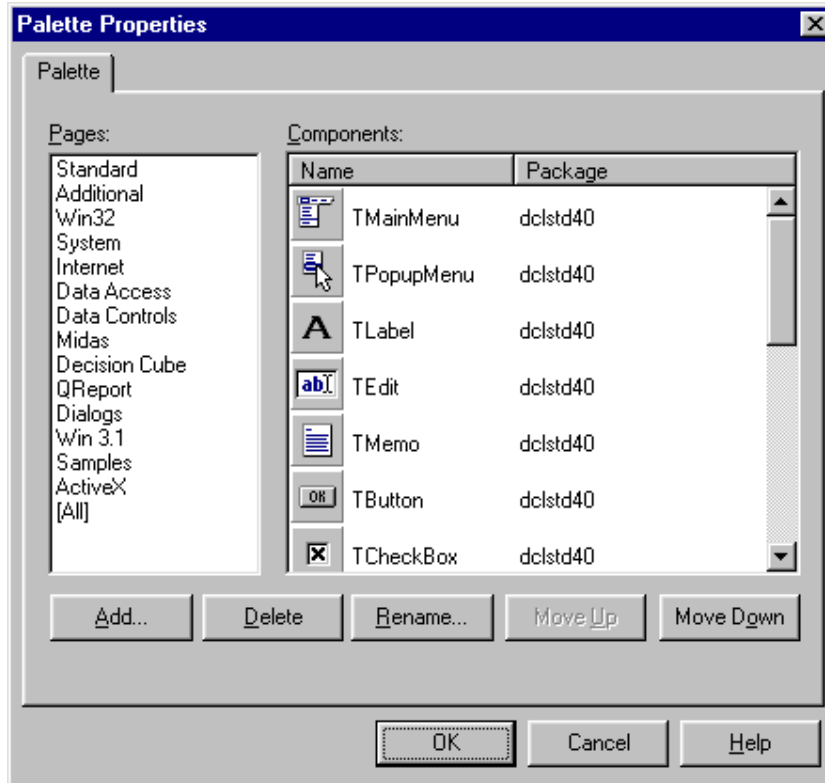 Palette Properties
Palette
Pages:
Standard
Additional
Win32
System
Internet
Data Access
Data Controls
Midas
Decision Cube
QReport
Dialogs
Win 3.1
Samples
ActiveX
[All]
Components:
Name Package
TMainMenu dclstd40
TPopupMenu dclstd40
A TLabel dclstd40
ab TEdit dclstd40
TMemo dclstd40
OK TButton dclstd40
TCheckBox dclstd40
Add... Delete Rename... Move Up Move Down
OK Cancel Help